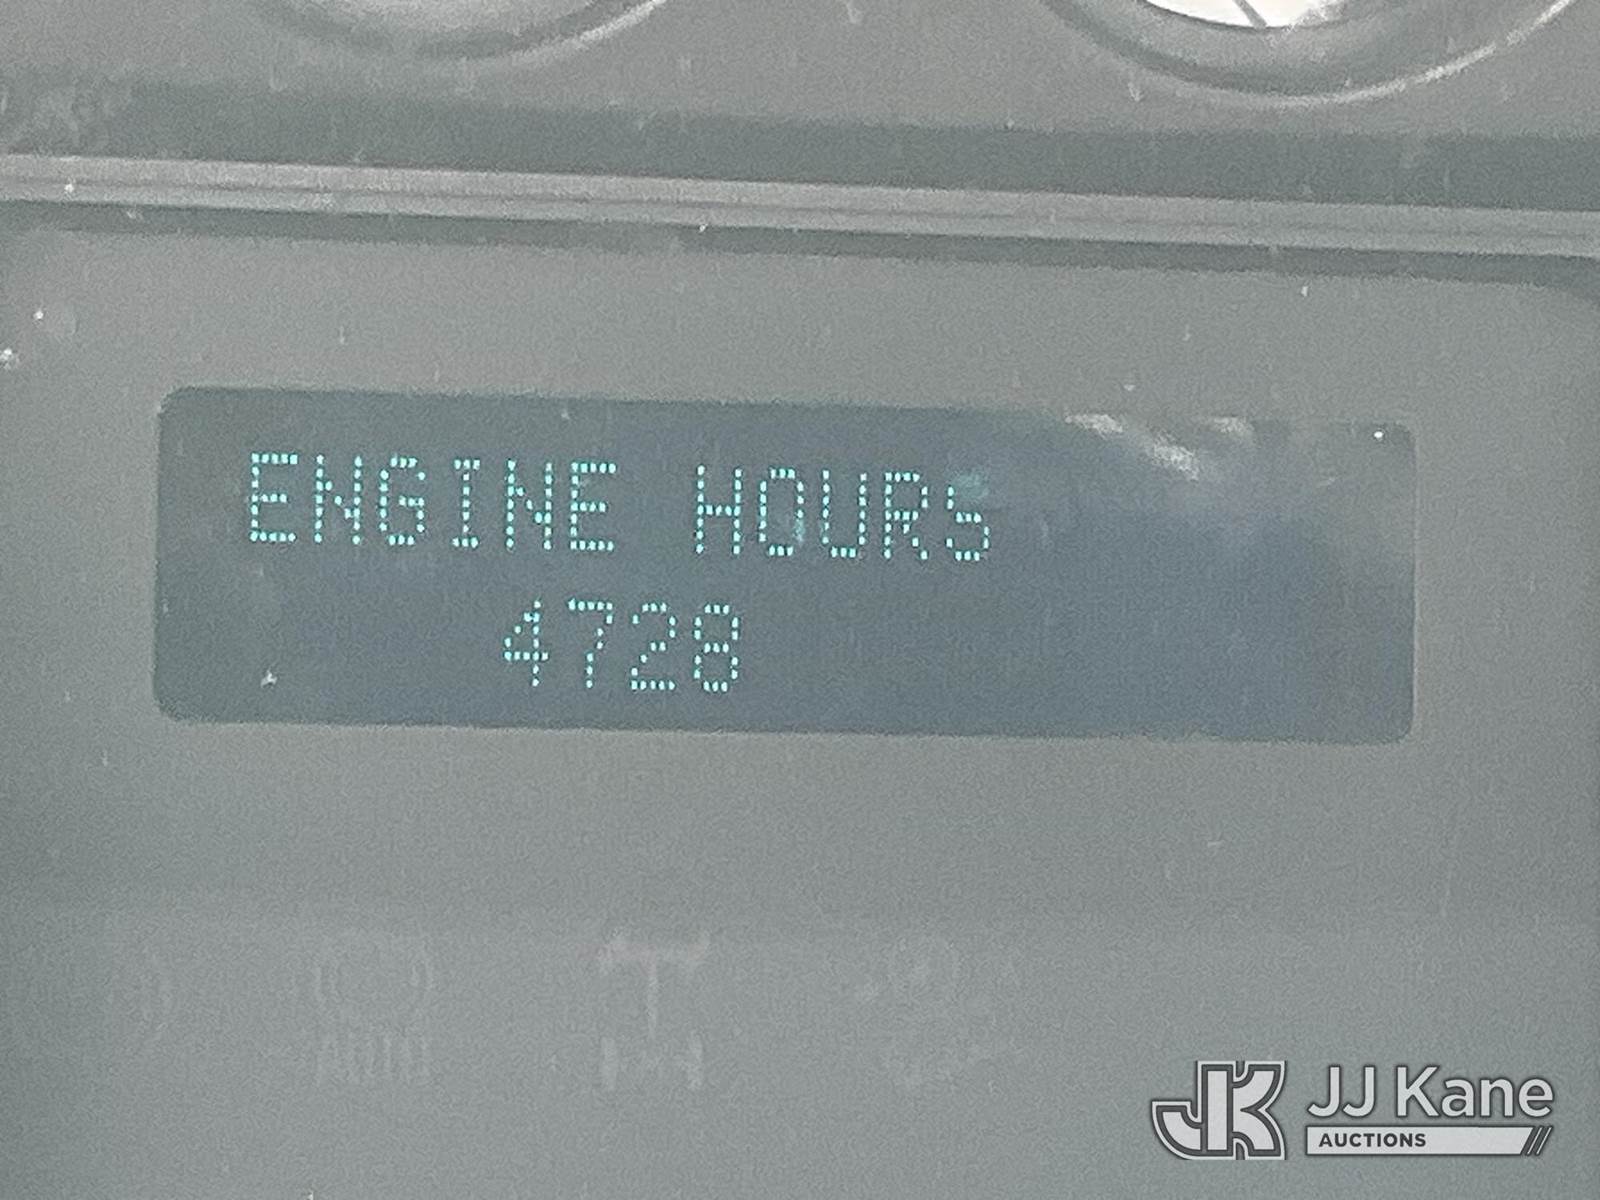 ENGINE HOURS
4728
JJ Kane
AUCTIONS